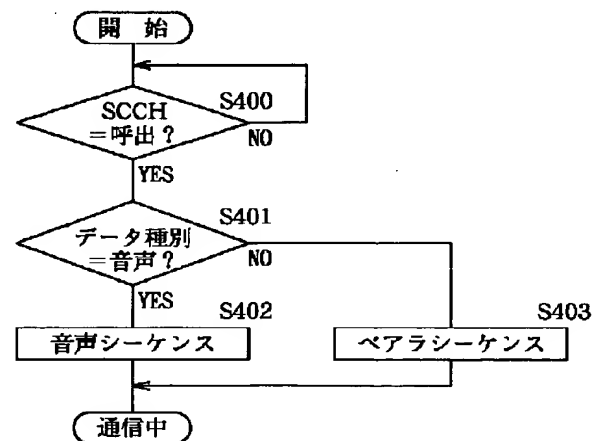 開 始
SCCH
=呼出?
S400
NO
YES
データ種別
=音声?
S401
NO
YES
S402
音声シーケンス
S403
ベアラシーケンス
通信中